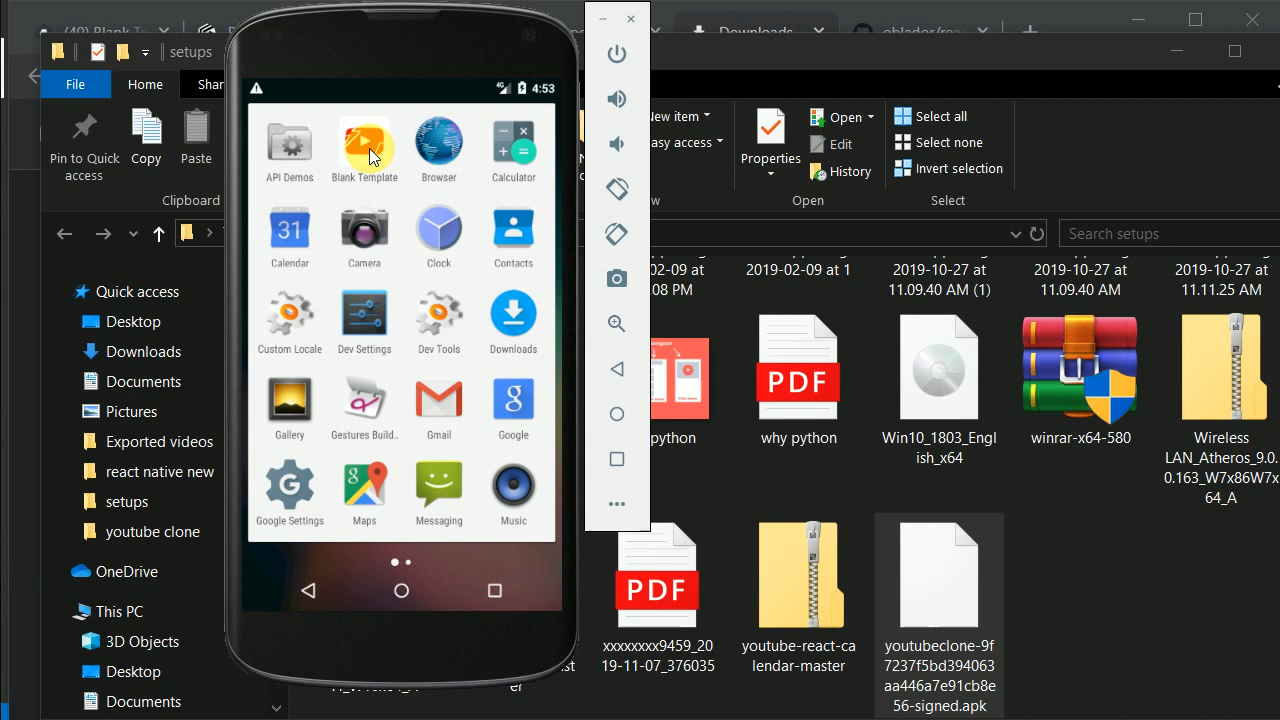 (40) Blank Te
Downloads
oblador/rea
setups
File
Home
Shar
4:53
New item
Open
Select all
easy access
Edit
Select none
Pin to Quick
access
Copy
Paste
Properties
History
Invert selection
Clipboard
Open
Select
Search setups
API Demos
Blank Template
Browser
Calculator
31
Calendar
Camera
Clock
Contacts
Custom Locale
Dev Settings
Dev Tools
Downloads
Gallery
Gestures Build..
Gmail
Google
Google Settings
Maps
Messaging
Music
Quick access
Desktop
Downloads
Documents
Pictures
Exported videos
react native new
setups
youtube clone
OneDrive
This PC
3D Objects
Desktop
Documents
02-09 at
:08 PM
2019-02-09 at 1
2019-10-27 at
11.09.40 AM (1)
2019-10-27 at
11.09.40 AM
2019-10-27 at
11.11.25 AM
python
PDF
why python
Win10_1803_Engl
ish_x64
winrar-x64-580
Wireless
LAN_Atheros_9.0.
0.163_W7x86W7x
64_A
PDF
xxxxxxxx9459_20
19-11-07_376035
youtube-react-ca
lendar-master
youtubeclone-9f
7237f5bd394063
aa446a7e91cb8e
56-signed.apk